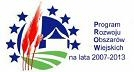 Program
Rozwoju
Obszarów
Wiejskich
na lata 2007-2013